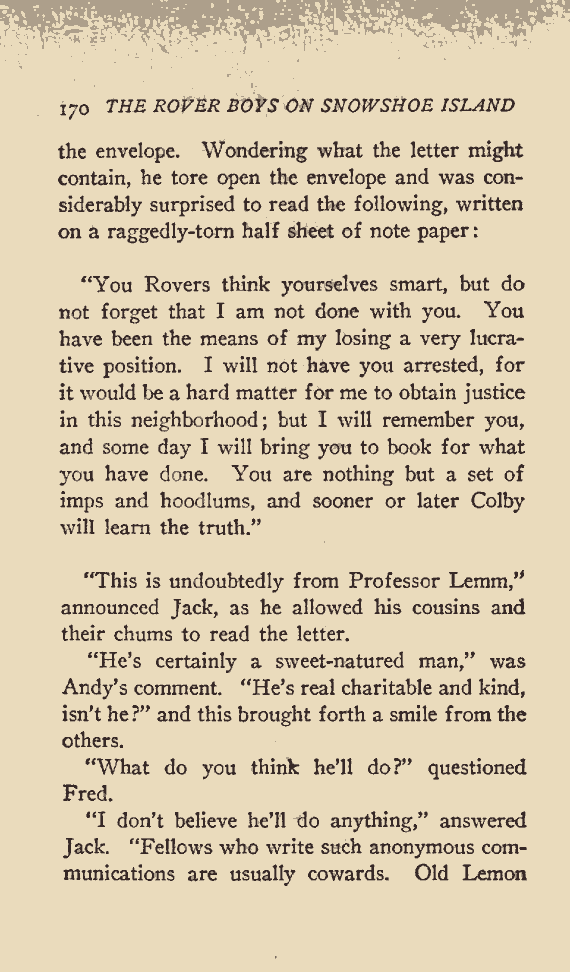 170 THE ROVER BOYS ON SNOWSHOE ISLAND
the envelope. Wondering what the letter might
contain, he tore open the envelope and was con-
siderably surprised to read the following, written
on a raggedly-torn half sheet of note paper:
“You Rovers think yourselves smart, but do
not forget that I am not done with you. You
have been the means of my losing a very lucra-
tive position. I will not have you arrested, for
it would be a hard matter for me to obtain justice
in this neighborhood; but I will remember you,
and some day I will bring you to book for what
you have done. You are nothing but a set of
imps and hoodlums, and sooner or later Colby
will learn the truth.”
“This is undoubtedly from Professor Lemm,”
announced Jack, as he allowed his cousins and
their chums to read the letter.
“He’s certainly a sweet-natured man,” was
Andy’s comment. “He’s real charitable and kind,
isn’t he?” and this brought forth a smile from the
others.
“What do you think he’ll do?” questioned
Fred.
“I don’t believe he’ll do anything,” answered
Jack. “Fellows who write such anonymous com-
munications are usually cowards. Old Lemon